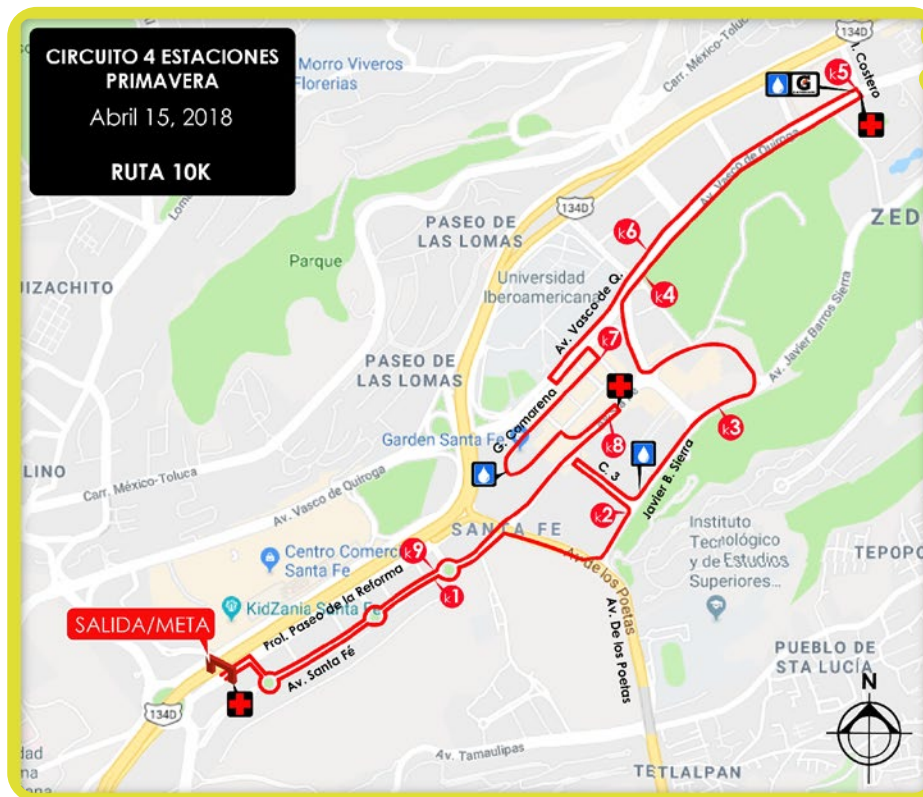 CIRCUITO 4 ESTACIONES
PRIMAVERA
Abril 15, 2018
RUTA 10K
Morro Viveros
Florerias
Carr. México-Toluca
134D
Costero
k5
G
Av. Vasco de Quiroga
ZED
PASEO DE
LAS LOMAS
134D
k6
Parque
Universidad
Iberoamericana
k4
UIZACHITO
Av. Vasco de Q.
Av. Javier Barros Sierra
k7
PASEO DE
LAS LOMAS
k3
G. Camarena
Garden Santa Fe
k8
LINO
C. 3
Javier B. Sierra
Carr. México-Toluca
Av. Vasco de Quiroga
k2
SANTA FE
Instituto
Tecnológico
y de Estudios
Superiores...
TEPOPO
k9
Centro Comerc
Santa Fe
Av. de los Poetas
k1
KidZania Santa Fe
Prol. Paseo de la Reforma
Av. De los Poetas
SALIDA/META
Av. Santa Fé
PUEBLO DE
STA LUCÍA
N
134D
Av. Tamaulipas
TETLALPAN